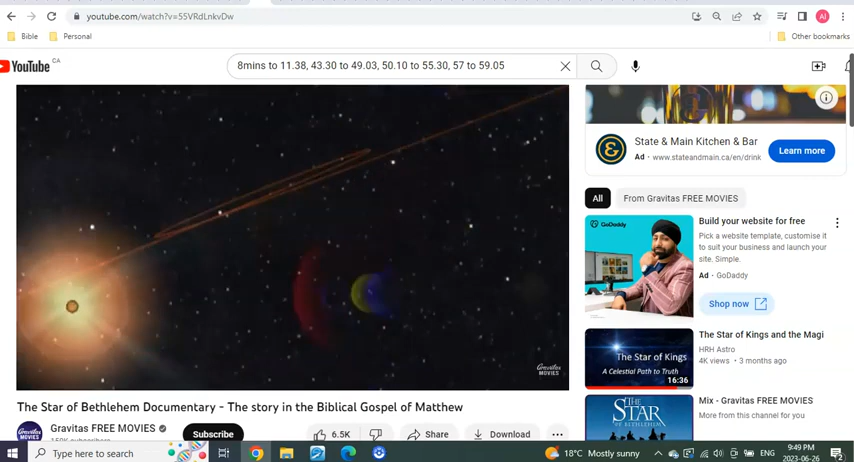 youtube.com/watch?v=55VRdLnkvDw
Al
Bible
Personal
Other bookmarks
YouTube CA
8mins to 11.38, 43.30 to 49.03, 50.10 to 55.30, 57 to 59.05
State & Main Kitchen & Bar
Ad · www.stateandmain.ca/en/drink
Learn more
All
From Gravitas FREE MOVIES
GoDaddy
Build your website for free
Pick a website template, customise it
to suit your business and launch your
site. Simple.
Ad · GoDaddy
Shop now
Gravitas
MOVIES
The Star of Kings and the Magi
HRH Astro
4K views • 3 months ago
The Star of Kings
A Celestial Path to Truth
16:36
The Star of Bethlehem Documentary - The story in the Biblical Gospel of Matthew
Mix - Gravitas FREE MOVIES
More from this channel for you
THE
STAR
OF BETHLEHEM
Gravitas FREE MOVIES
Subscribe
6.5K
Share
Download
Type here to search
18°C Mostly sunny
ENG
9:49 PM
2023-06-26
2